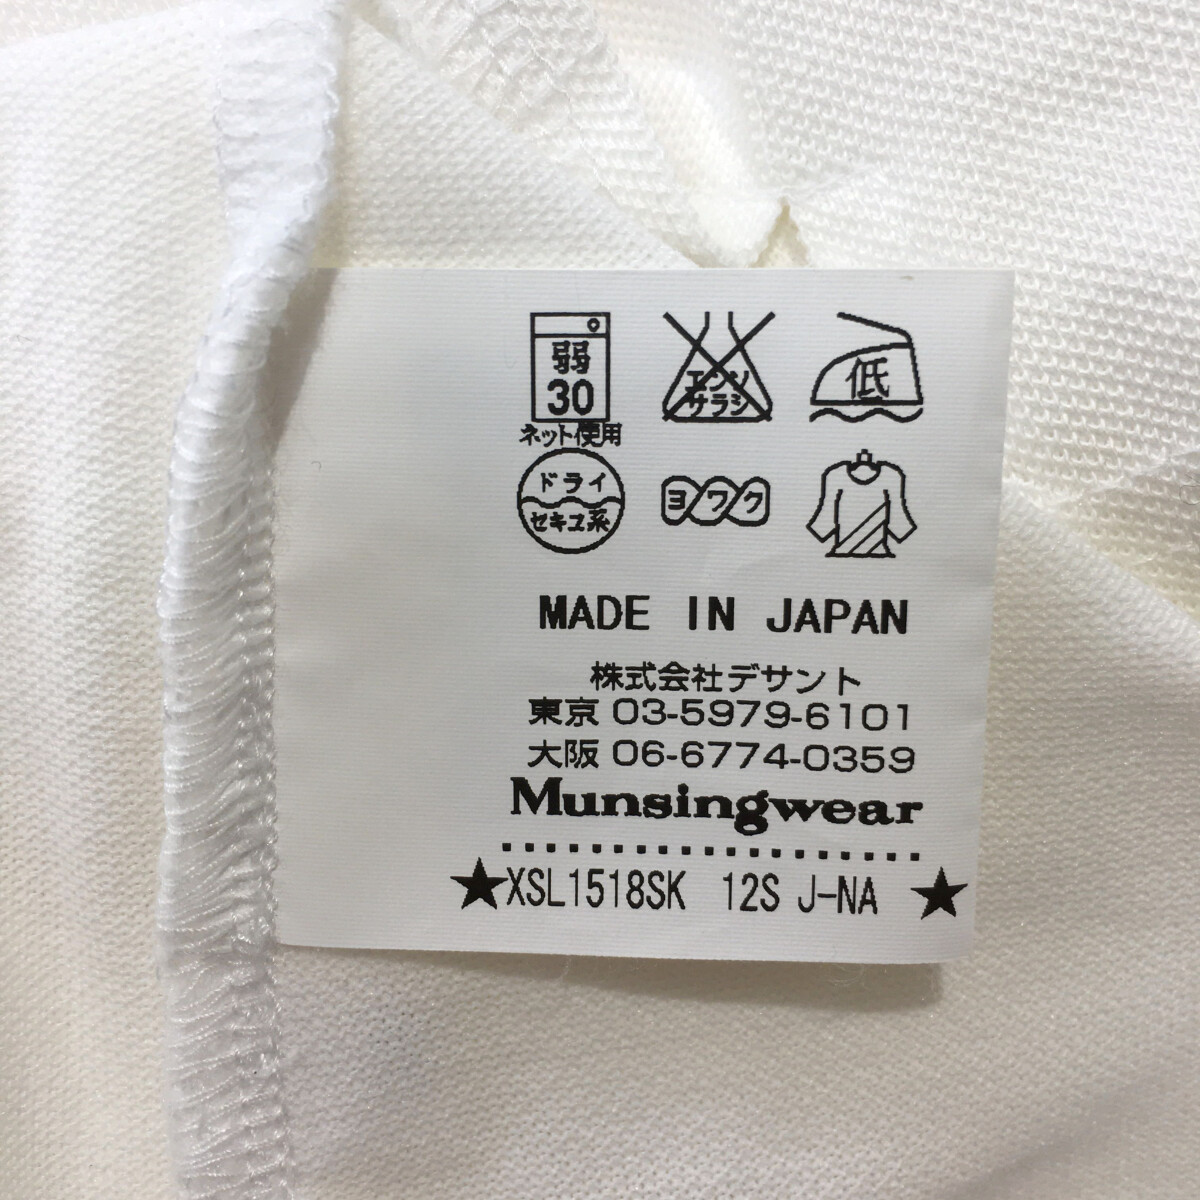 弱
30
ネット使用
エンソ
サラシ
低
ドライ
セキユ系
ヨワク
MADE IN JAPAN
株式会社デサント
東京 03-5979-6101
大阪 06-6774-0359
Munsingwear
★XSL1518SK 12S J-NA ★